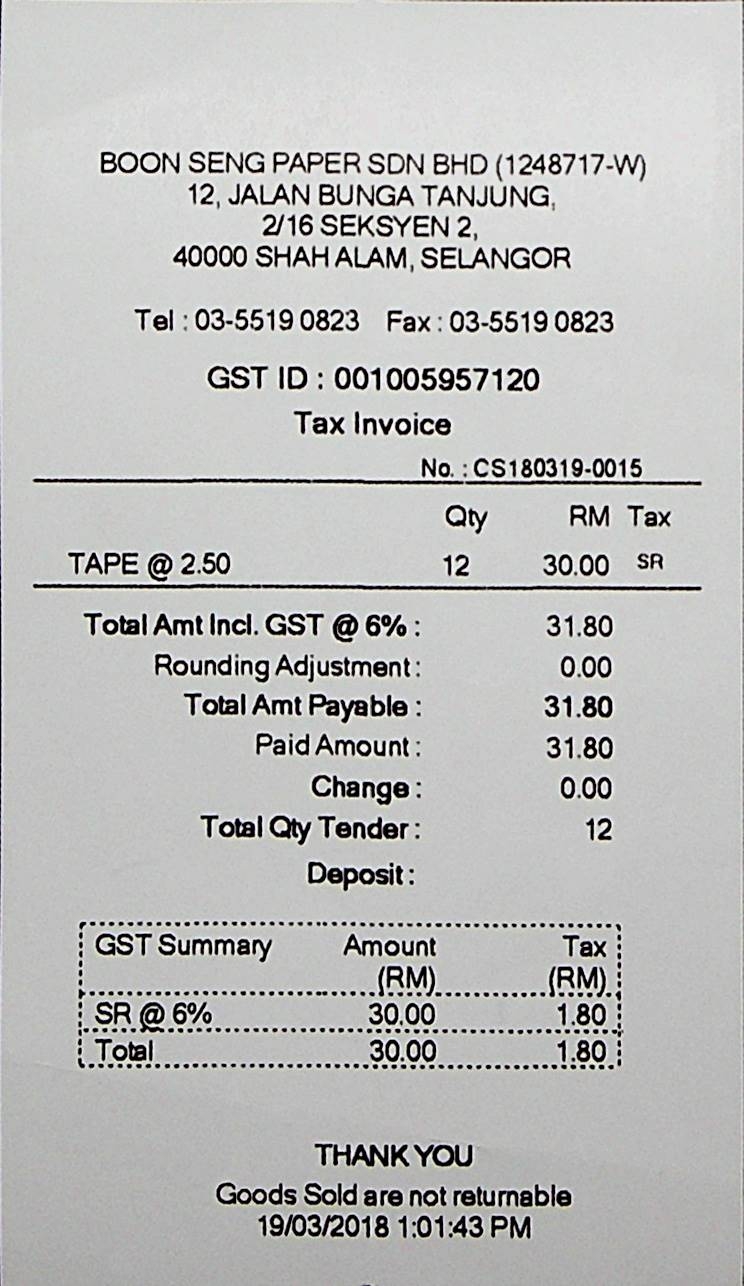 BOON SENG PAPER SDN BHD (1248717-W)
12, JALAN BUNGA TANJUNG,
2/16 SEKSYEN 2,
40000 SHAH ALAM, SELANGOR
Tel : 03-5519 0823 Fax : 03-5519 0823
GST ID : 001005957120
Tax Invoice
No. : CS180319-0015
Qty RM Tax
TAPE @ 2.50 12 30.00 SR
Total Amt Incl. GST @ 6% : 31.80
Rounding Adjustment : 0.00
Total Amt Payable : 31.80
Paid Amount : 31.80
Change : 0.00
Total Qty Tender : 12
Deposit :
GST Summary Amount Tax
(RM) (RM)
SR @ 6% 30.00 1.80
Total 30.00 1.80
THANK YOU
Goods Sold are not returnable
19/03/2018 1:01:43 PM